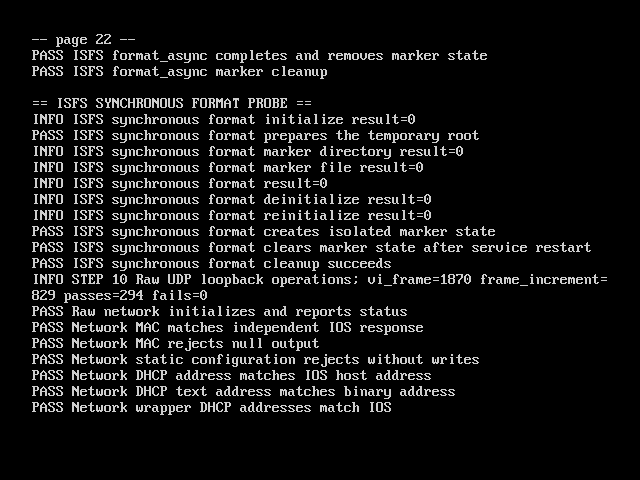 -- page 22 --
PASS ISFS format_async completes and removes marker state
PASS ISFS format_async marker cleanup
== ISFS SYNCHRONOUS FORMAT PROBE ==
INFO ISFS synchronous format initialize result=0
PASS ISFS synchronous format prepares the temporary root
INFO ISFS synchronous format marker directory result=0
INFO ISFS synchronous format marker file result=0
INFO ISFS synchronous format result=0
INFO ISFS synchronous format deinitialize result=0
INFO ISFS synchronous format reinitialize result=0
PASS ISFS synchronous format creates isolated marker state
PASS ISFS synchronous format clears marker state after service restart
PASS ISFS synchronous format cleanup succeeds
INFO STEP 10 Raw UDP loopback operations; vi_frame=1870 frame_increment=
829 passes=294 fails=0
PASS Raw network initializes and reports status
PASS Network MAC matches independent IOS response
PASS Network MAC rejects null output
PASS Network static configuration rejects without writes
PASS Network DHCP address matches IOS host address
PASS Network DHCP text address matches binary address
PASS Network wrapper DHCP addresses match IOS